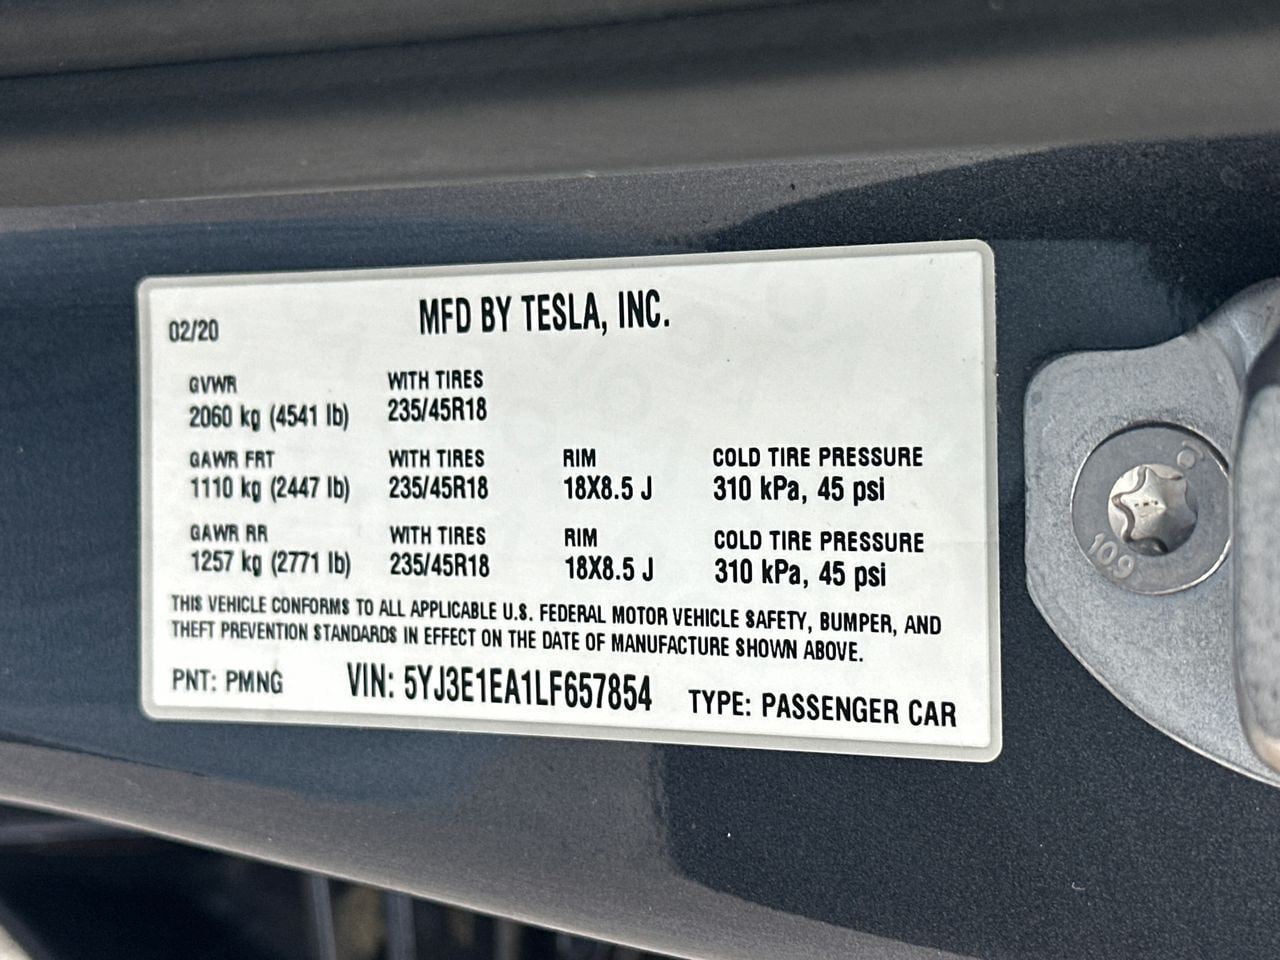 MFD BY TESLA, INC.
02/20
GVWR WITH TIRES
2060 kg (4541 lb) 235/45R18
GAWR FRT WITH TIRES RIM COLD TIRE PRESSURE
1110 kg (2447 lb) 235/45R18 18X8.5 J 310 kPa, 45 psi
GAWR RR WITH TIRES RIM COLD TIRE PRESSURE
1257 kg (2771 lb) 235/45R18 18X8.5 J 310 kPa, 45 psi
THIS VEHICLE CONFORMS TO ALL APPLICABLE U.S. FEDERAL MOTOR VEHICLE SAFETY, BUMPER, AND
THEFT PREVENTION STANDARDS IN EFFECT ON THE DATE OF MANUFACTURE SHOWN ABOVE.
PNT: PMNG VIN: 5YJ3E1EA1LF657854 TYPE: PASSENGER CAR
109